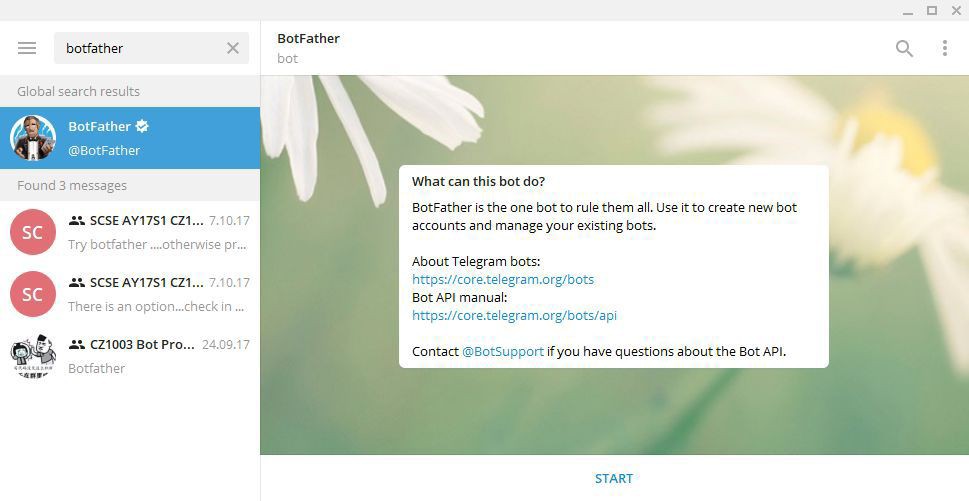 botfather
Global search results
BotFather
@BotFather
Found 3 messages
SC
SCSE AY17S1 CZ1... 7.10.17
Try botfather ....otherwise pr...
SC
SCSE AY17S1 CZ1... 7.10.17
There is an option...check in ...
CZ1003 Bot Pro... 24.09.17
Botfather
BotFather
bot
What can this bot do?
BotFather is the one bot to rule them all. Use it to create new bot
accounts and manage your existing bots.
About Telegram bots:
https://core.telegram.org/bots
Bot API manual:
https://core.telegram.org/bots/api
Contact @BotSupport if you have questions about the Bot API.
START